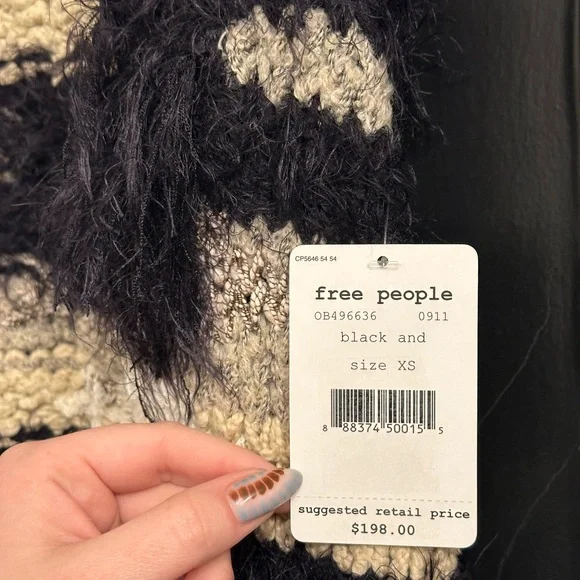 CP5646 54 54
free people
OB496636 0911
black and
size XS
8 88374 50015 5
suggested retail price
$198.00